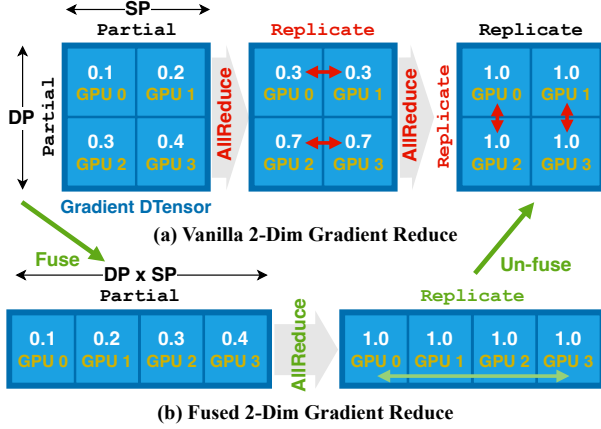 SP
Partial
Replicate
Replicate
DP
Partial
0.1
GPU 0
0.2
GPU 1
0.3
GPU 2
0.4
GPU 3
AllReduce
0.3
GPU 0
0.3
GPU 1
0.7
GPU 2
0.7
GPU 3
AllReduce
Replicate
1.0
GPU 0
1.0
GPU 1
1.0
GPU 2
1.0
GPU 3
Gradient DTensor
(a) Vanilla 2-Dim Gradient Reduce
Fuse
Un-fuse
DP x SP
Partial
Replicate
0.1
GPU 0
0.2
GPU 1
0.3
GPU 2
0.4
GPU 3
AllReduce
1.0
GPU 0
1.0
GPU 1
1.0
GPU 2
1.0
GPU 3
(b) Fused 2-Dim Gradient Reduce